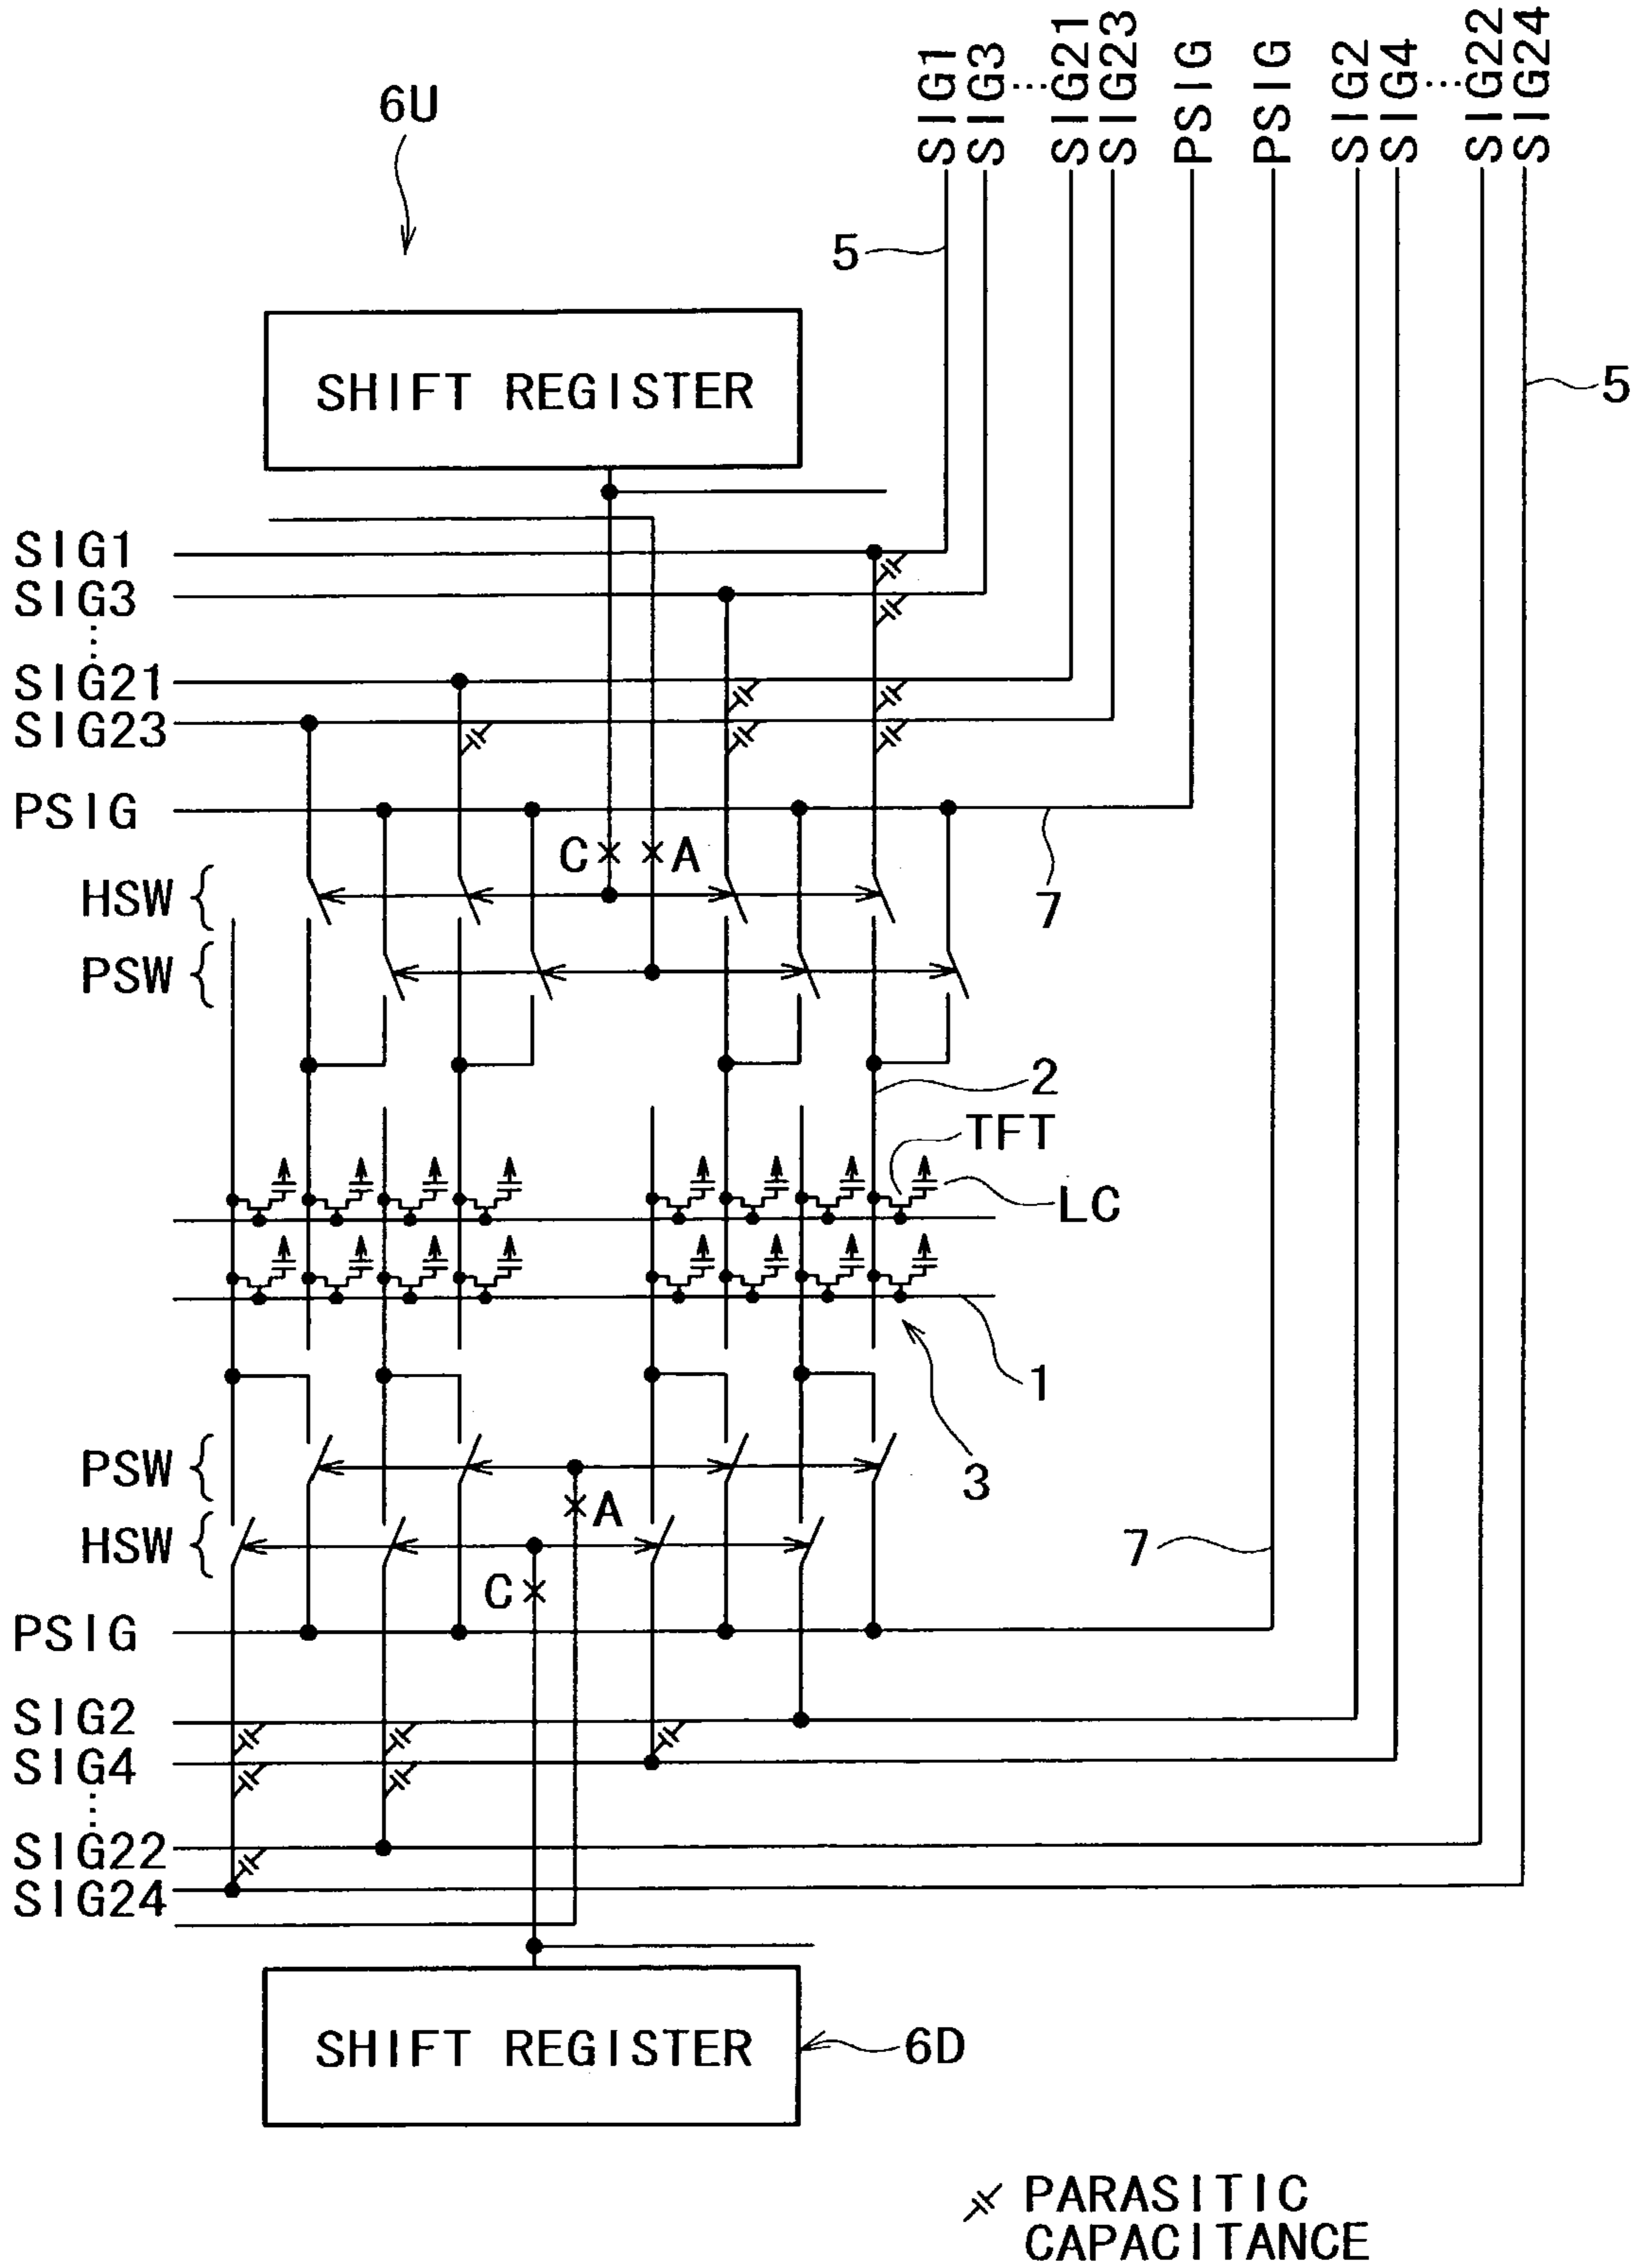 SIG1
SIG3
...
SIG21
SIG23
PSIG
PSIG
SIG2
SIG4
...
SIG22
SIG24
6U
5
5
SHIFT REGISTER
SIG1
SIG3
...
SIG21
SIG23
PSIG
C A
HSW
7
PSW
2
TFT
LC
1
PSW
3
A
HSW
7
C
PSIG
SIG2
SIG4
...
SIG22
SIG24
SHIFT REGISTER
6D
PARASITIC
CAPACITANCE